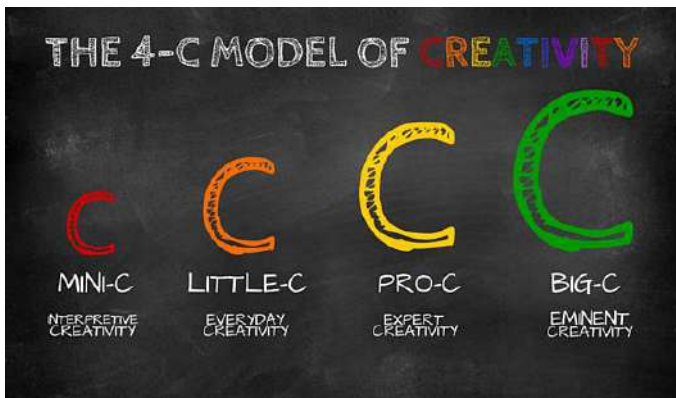 THE 4-C MODEL OF CREATIVITY
C C C C
MINI-C LITTLE-C PRO-C BIG-C
INTERPRETIVE EVERYDAY EXPERT EMINENT
CREATIVITY CREATIVITY CREATIVITY CREATIVITY